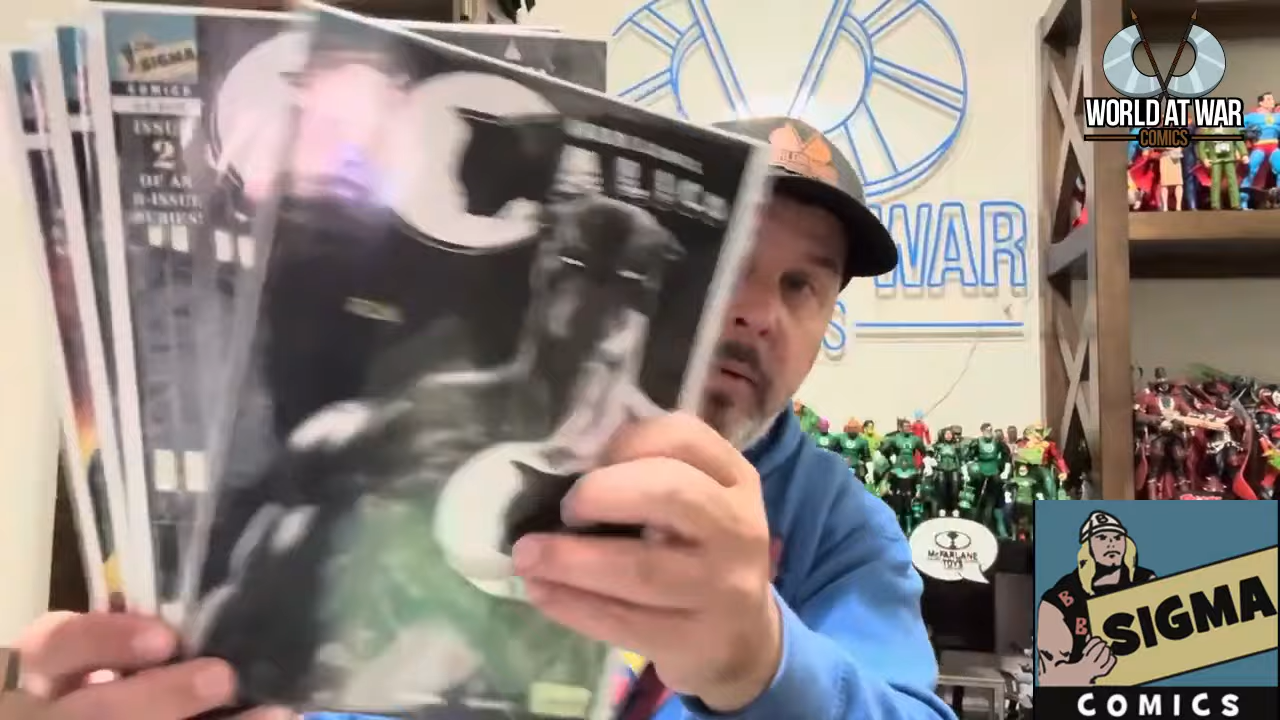 SIGMA
COMICS
ISSUE
2
OF AN
8-ISSUE
SERIES!
WAR
S
WORLD AT WAR
COMICS
McFARLANE
TOYS
B
B
B
SIGMA
COMICS